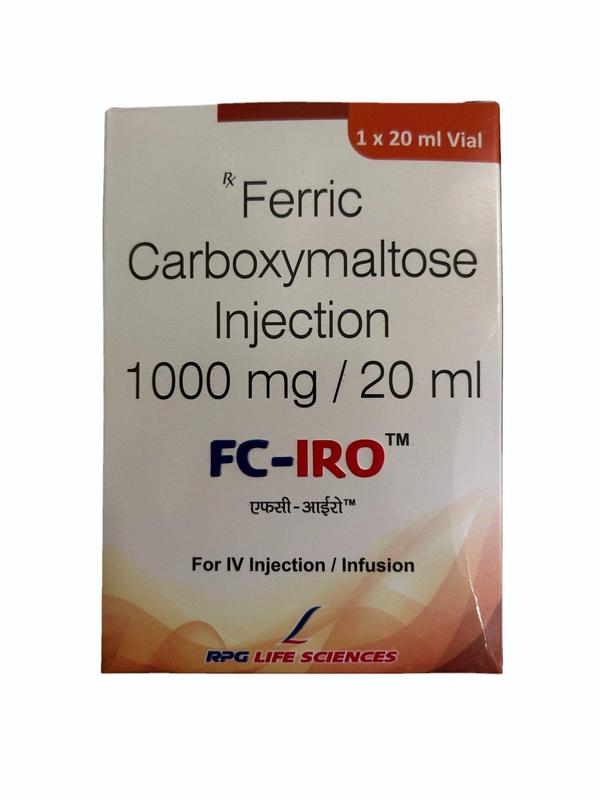 1 x 20 ml Vial
Rx Ferric
Carboxymaltose
Injection
1000 mg / 20 ml
FC-IRO™
एफसी-आईरो™
For IV Injection / Infusion
RPG LIFE SCIENCES